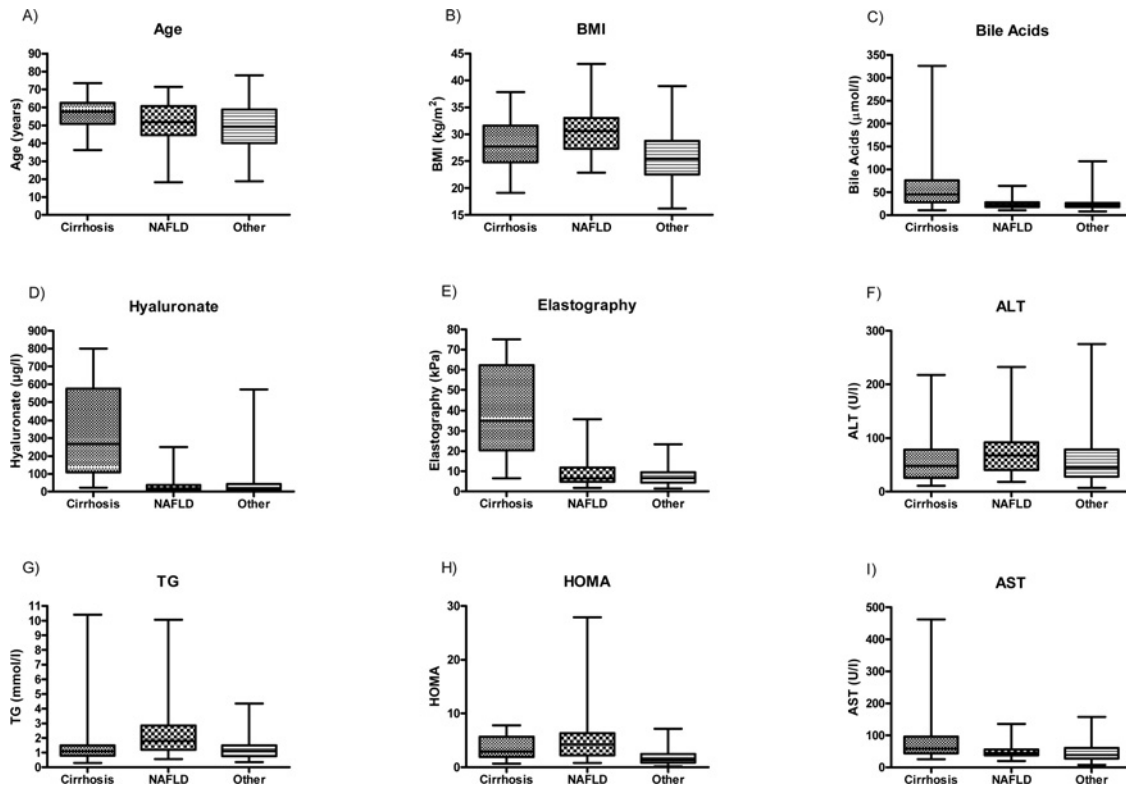 A)
Age
Age (years)
90
80
70
60
50
40
30
20
10
0
Cirrhosis NAFLD Other
B)
BMI
BMI (kg/m²)
45
40
35
30
25
20
15
Cirrhosis NAFLD Other
C)
Bile Acids
Bile Acids (µmol/l)
350
300
250
200
150
100
50
0
Cirrhosis NAFLD Other
D)
Hyaluronate
Hyaluronate (µg/l)
900
800
700
600
500
400
300
200
100
0
Cirrhosis NAFLD Other
E)
Elastography
Elastography (kPa)
80
70
60
50
40
30
20
10
0
Cirrhosis NAFLD Other
F)
ALT
ALT (U/l)
300
200
100
0
Cirrhosis NAFLD Other
G)
TG
TG (mmol/l)
11
10
9
8
7
6
5
4
3
2
1
0
Cirrhosis NAFLD Other
H)
HOMA
HOMA
30
20
10
0
Cirrhosis NAFLD Other
I)
AST
AST (U/l)
500
400
300
200
100
0
Cirrhosis NAFLD Other